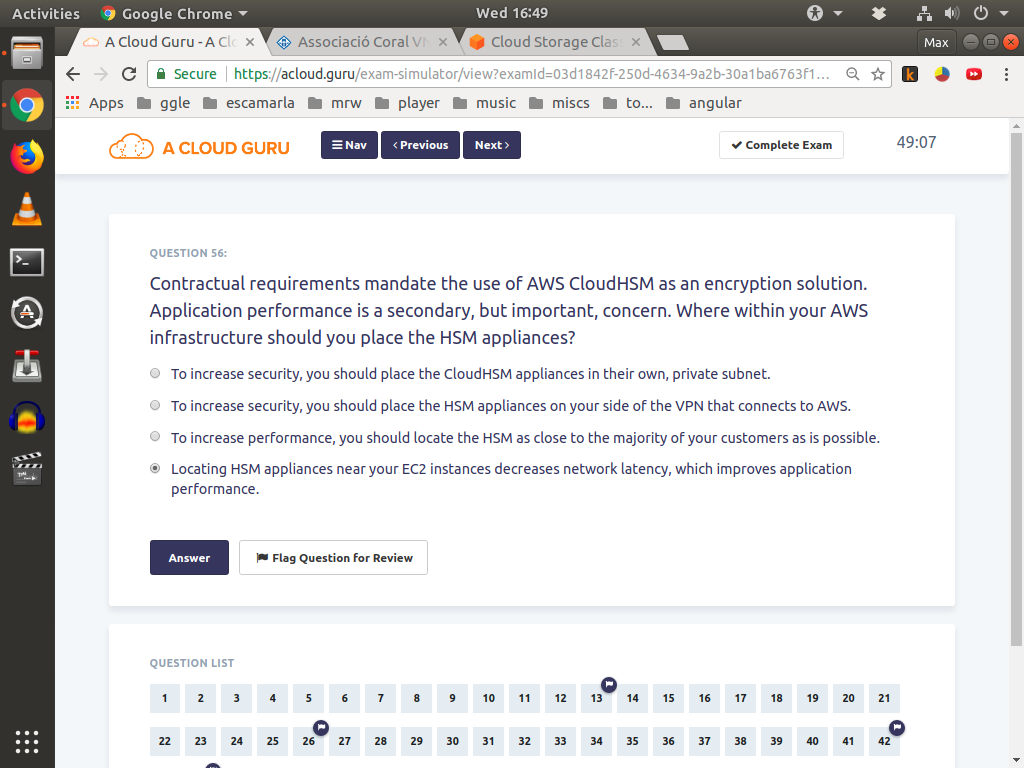 Activities Google Chrome Wed 16:49
A Cloud Guru - A Clo Associació Coral VN Cloud Storage Clas Max
Secure https://acloud.guru/exam-simulator/view?examId=03d1842f-250d-4634-9a2b-30a1ba6763f1...
Apps ggle escamarla mrw player music miscs to... angular
A CLOUD GURU Nav Previous Next Complete Exam 49:07
QUESTION 56:
Contractual requirements mandate the use of AWS CloudHSM as an encryption solution.
Application performance is a secondary, but important, concern. Where within your AWS
infrastructure should you place the HSM appliances?
To increase security, you should place the CloudHSM appliances in their own, private subnet.
To increase security, you should place the HSM appliances on your side of the VPN that connects to AWS.
To increase performance, you should locate the HSM as close to the majority of your customers as is possible.
Locating HSM appliances near your EC2 instances decreases network latency, which improves application
performance.
Answer Flag Question for Review
QUESTION LIST
1 2 3 4 5 6 7 8 9 10 11 12 13 14 15 16 17 18 19 20 21
22 23 24 25 26 27 28 29 30 31 32 33 34 35 36 37 38 39 40 41 42